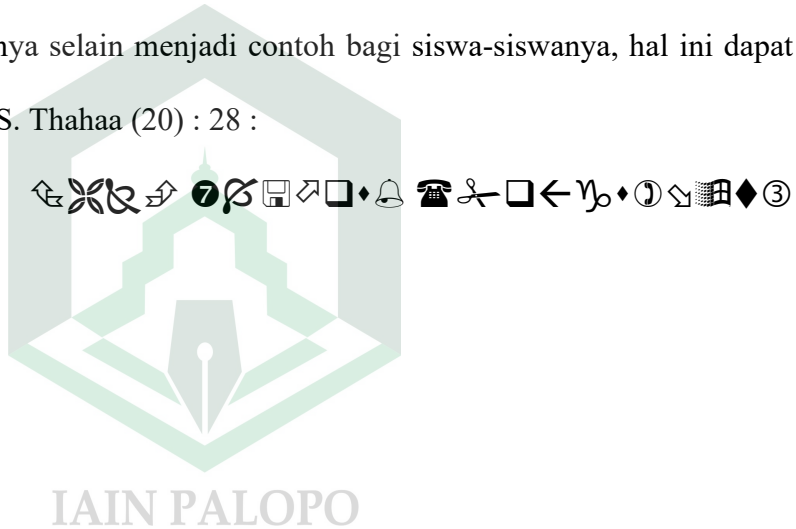 nya selain menjadi contoh bagi siswa-siswanya, hal ini dapat
S. Thahaa (20) : 28 :
IAIN PALOPO